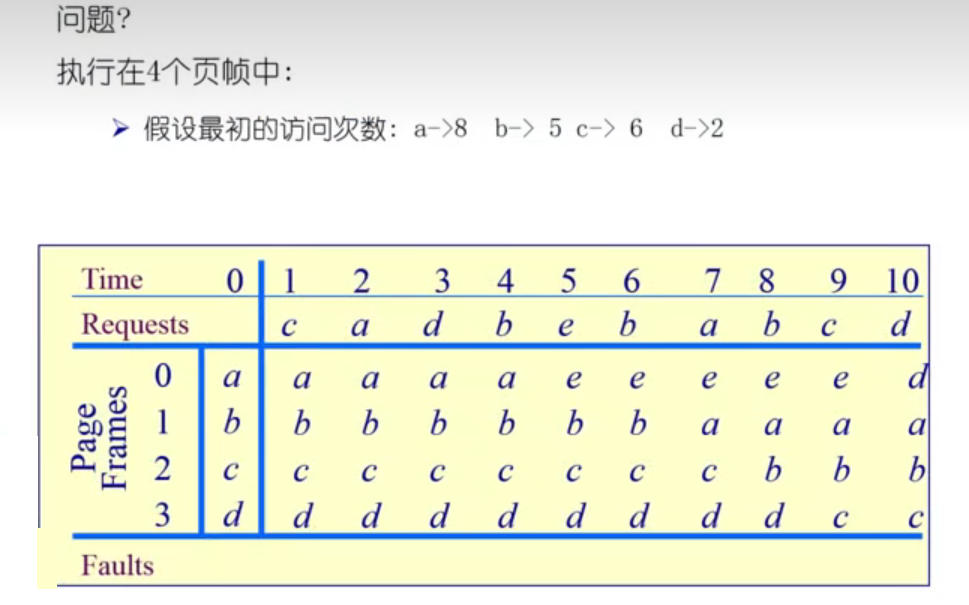 问题?
执行在4个页帧中:
➤ 假设最初的访问次数: a->8 b-> 5 c-> 6 d->2
Time 0 1 2 3 4 5 6 7 8 9 10
Requests c a d b e b a b c d
Page Frames
0 a a a a a e e e e e d
1 b b b b b b b a a a a
2 c c c c c c c c b b b
3 d d d d d d d d d c c
Faults